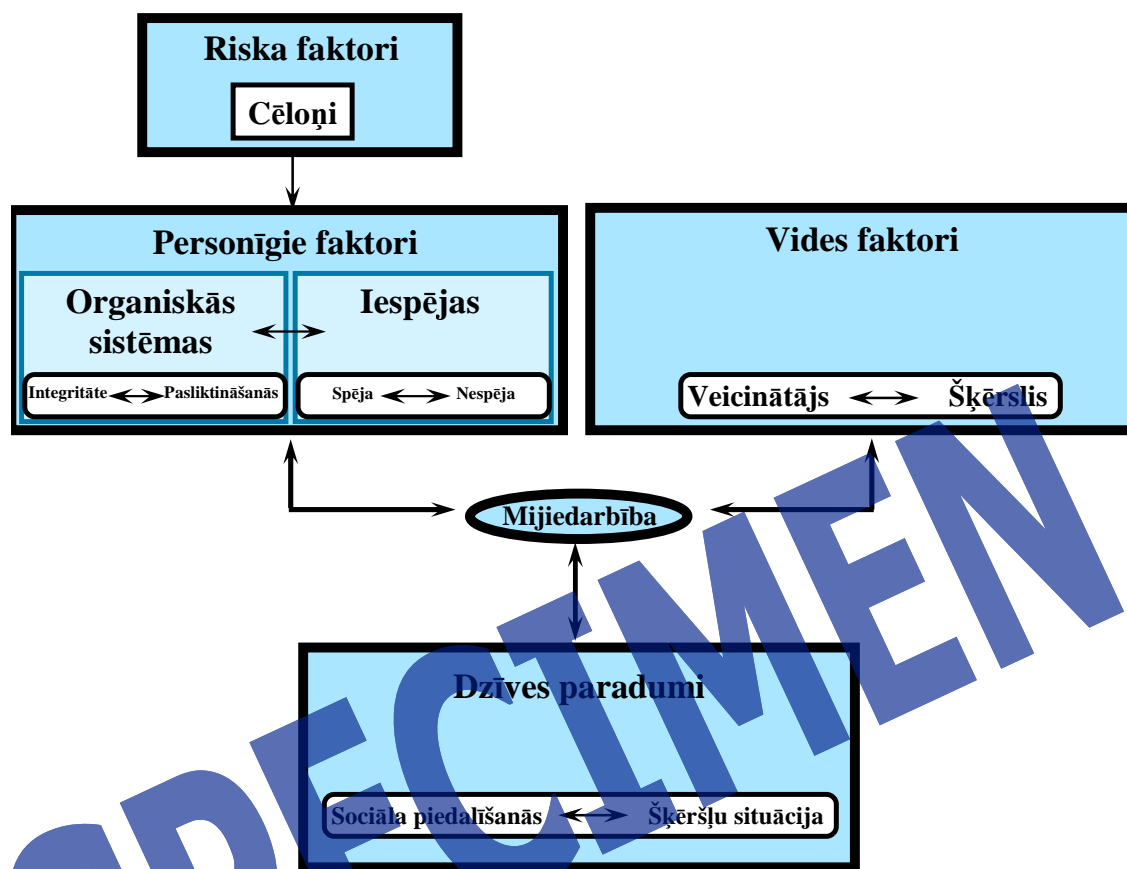 Riska faktori
Cēloņi
Personīgie faktori
Organiskās
sistēmas
Iespējas
Integritāte Pasliktināšanās
Spēja Nespēja
Vides faktori
Veicinātājs Šķērslis
Mijiedarbība
Dzīves paradumi
Sociāla piedalīšanās Šķēršļu situācija
SPECIMEN